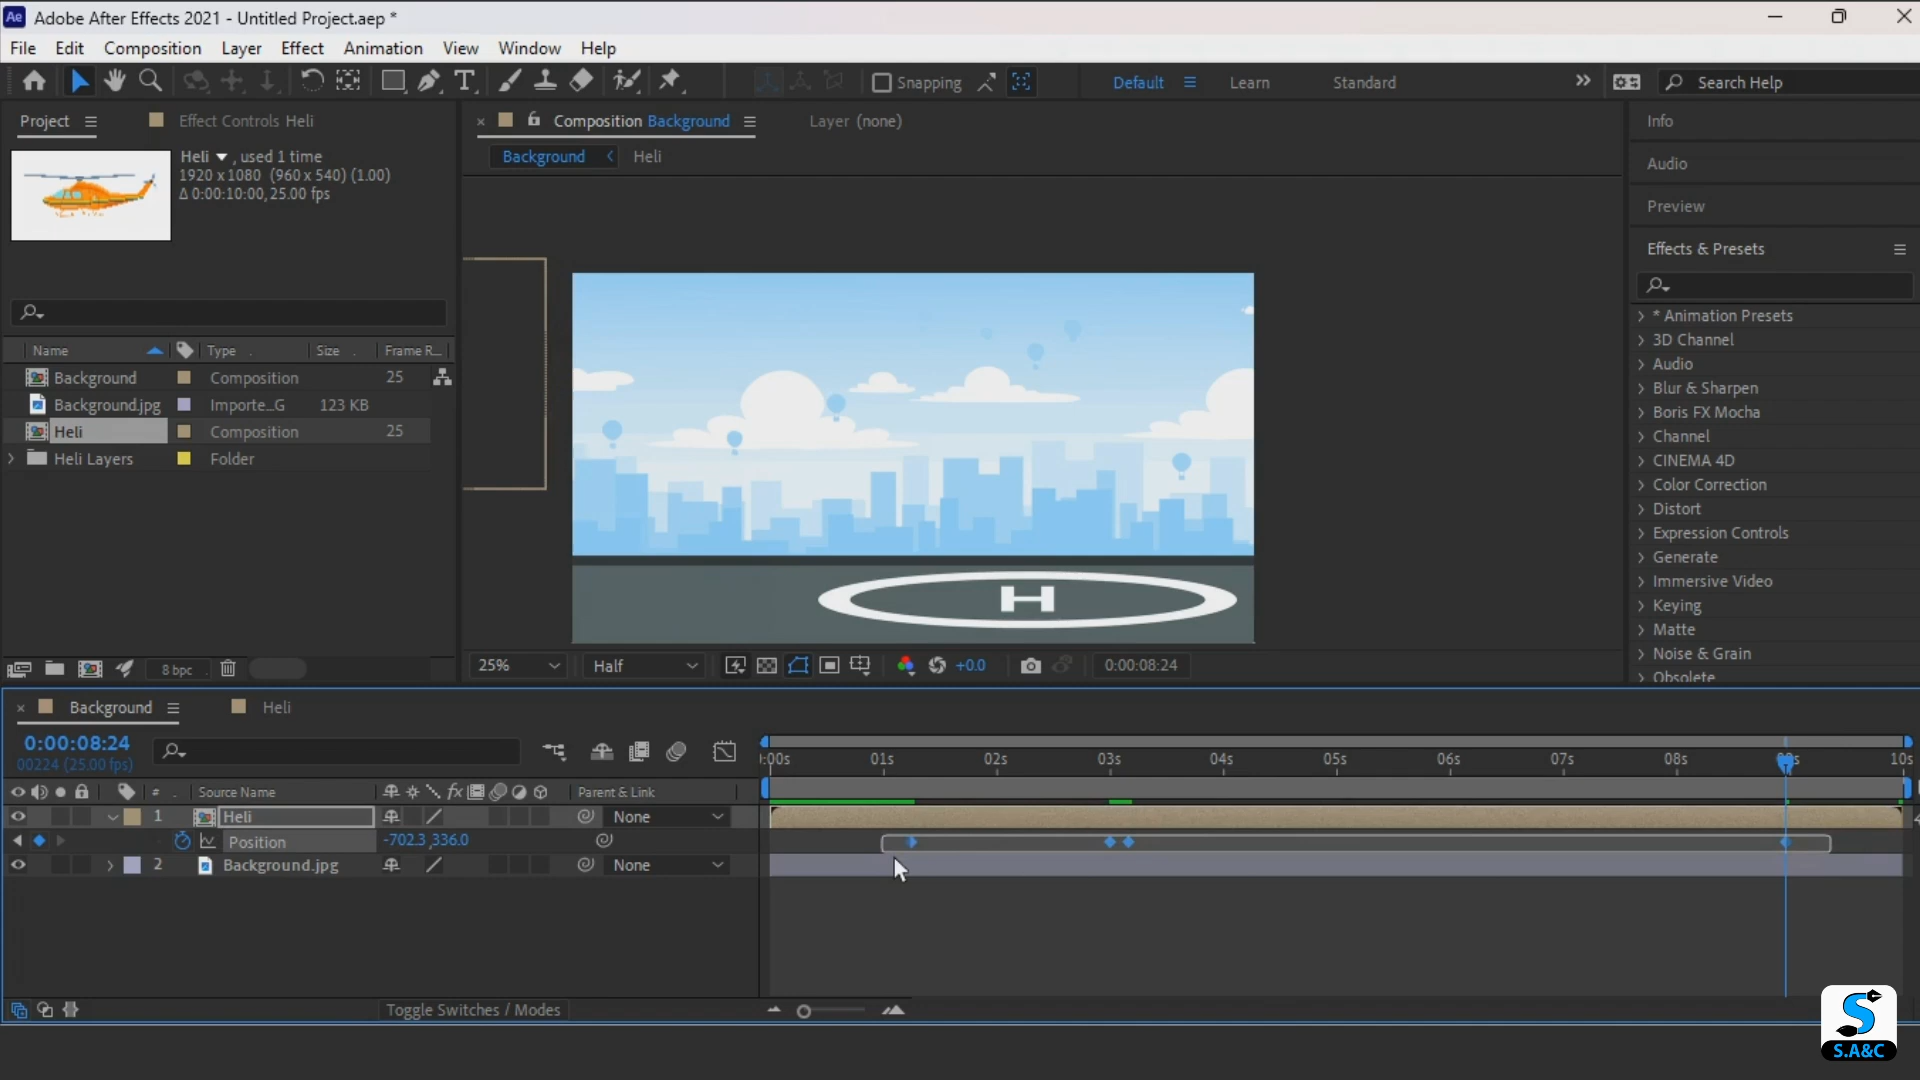 Ae Adobe After Effects 2021 - Untitled Project.aep *
File Edit Composition Layer Effect Animation View Window Help
Snapping Default Learn Standard Search Help
Project Effect Controls Heli
Composition Background Layer (none)
Background Heli
Heli , used 1 time
1920 x 1080 (960 x 540) (1.00)
Δ 0:00:10:00, 25.00 fps
Name Type Size Frame R...
Background Composition 25
Background.jpg Importe_G 123 KB
Heli Composition 25
Heli Layers Folder
8 bpc
H
25% Half +0.0 0:00:08:24
Info
Audio
Preview
Effects & Presets
* Animation Presets
3D Channel
Audio
Blur & Sharpen
Boris FX Mocha
Channel
CINEMA 4D
Color Correction
Distort
Expression Controls
Generate
Immersive Video
Keying
Matte
Noise & Grain
Obsolete
Background Heli
0:00:08:24
00224 (25.00 fps)
:00s 01s 02s 03s 04s 05s 06s 07s 08s 10s
# Source Name fx Parent & Link
1 Heli None
Position -702.3,336.0
2 Background.jpg None
Toggle Switches / Modes
S
S.A&C